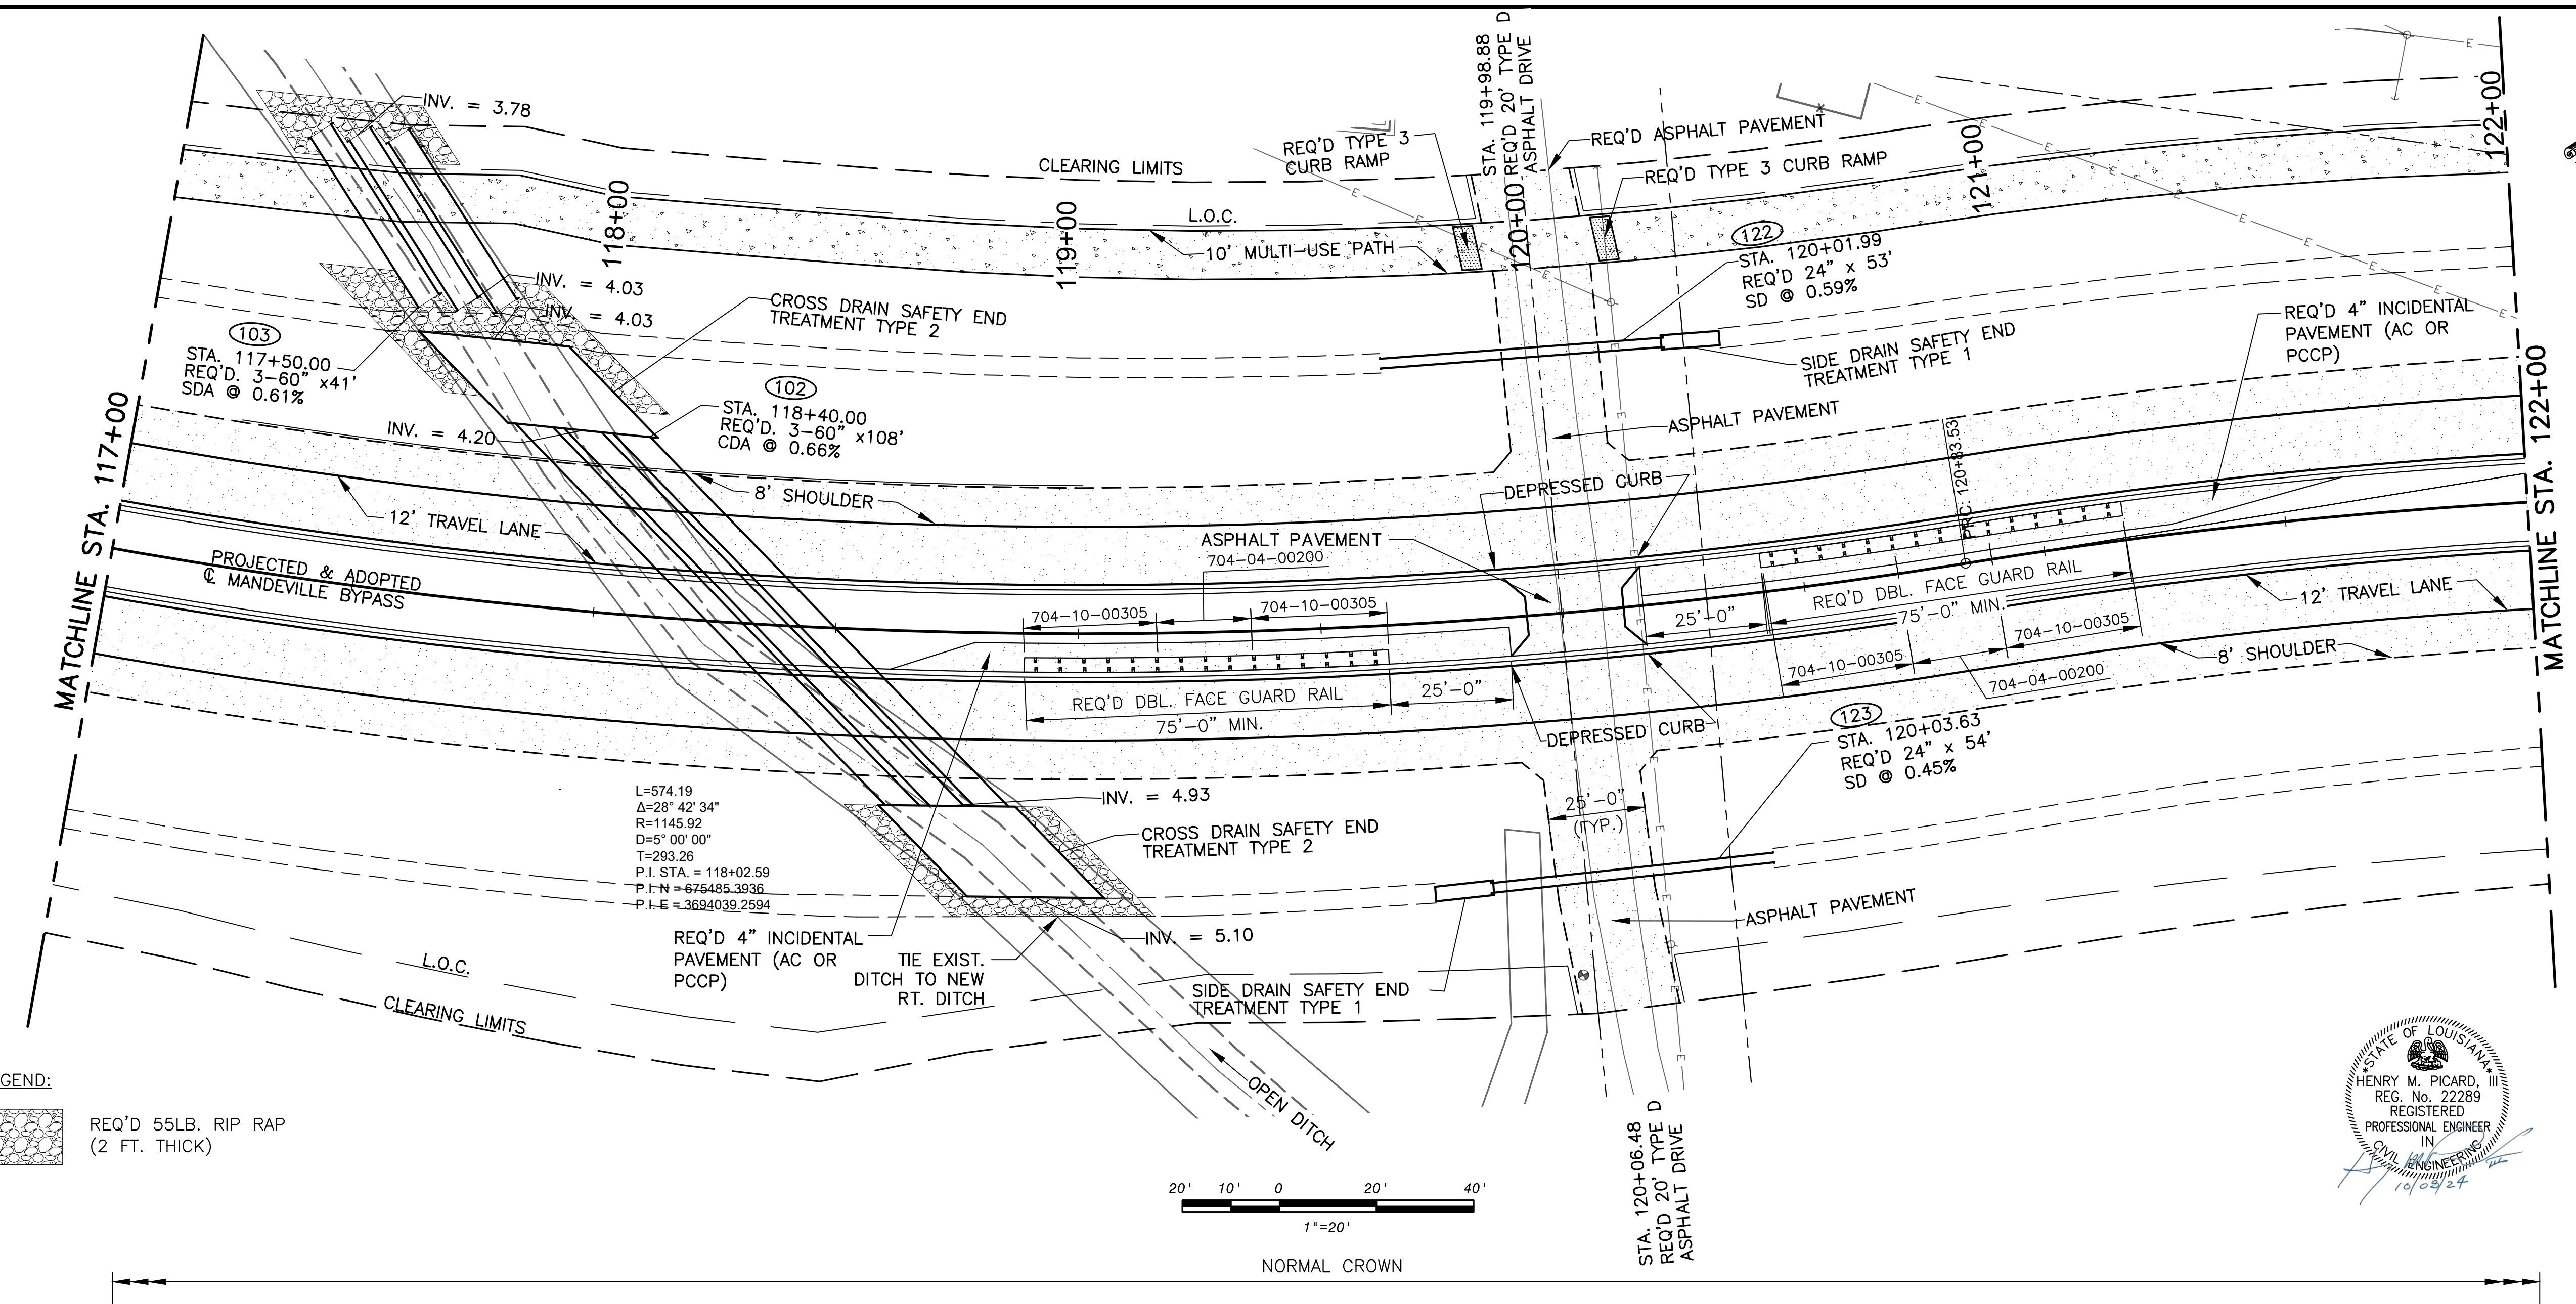 INV. = 3.78
CLEARING LIMITS
REQ'D TYPE 3
CURB RAMP
STA. 119+98.88
REQ'D 20' TYPE D
ASPHALT DRIVE
REQ'D ASPHALT PAVEMENT
REQ'D TYPE 3 CURB RAMP
118+00
119+00
120+00
121+00
122+00
L.O.C.
10' MULTI-USE PATH
E
E
E
E
E
E
E
E
E
E
E
E
E
122
STA. 120+01.99
REQ'D 24" x 53'
SD @ 0.59%
INV. = 4.03
INV. = 4.03
CROSS DRAIN SAFETY END
TREATMENT TYPE 2
103
STA. 117+50.00
REQ'D. 3-60" x41'
SDA @ 0.61%
102
STA. 118+40.00
REQ'D. 3-60" x108'
CDA @ 0.66%
INV. = 4.20
SIDE DRAIN SAFETY END
TREATMENT TYPE 1
REQ'D 4" INCIDENTAL
PAVEMENT (AC OR
PCCP)
ASPHALT PAVEMENT
MATCHLINE STA. 117+00
MATCHLINE STA. 122+00
8' SHOULDER
12' TRAVEL LANE
DEPRESSED CURB
PRC: 120+83.53
ASPHALT PAVEMENT
704-04-00200
PROJECTED & ADOPTED
℄ MANDEVILLE BYPASS
704-10-00305
704-10-00305
25'-0"
REQ'D DBL. FACE GUARD RAIL
75'-0" MIN.
12' TRAVEL LANE
704-10-00305
704-10-00305
704-04-00200
8' SHOULDER
REQ'D DBL. FACE GUARD RAIL
75'-0" MIN.
25'-0"
DEPRESSED CURB
123
STA. 120+03.63
REQ'D 24" x 54'
SD @ 0.45%
L=574.19
Δ=28° 42' 34"
R=1145.92
D=5° 00' 00"
T=293.26
P.I. STA. = 118+02.59
P.I. N = 675485.3936
P.I. E = 3694039.2594
INV. = 4.93
CROSS DRAIN SAFETY END
TREATMENT TYPE 2
25'-0"
(TYP.)
ASPHALT PAVEMENT
INV. = 5.10
REQ'D 4" INCIDENTAL
PAVEMENT (AC OR
PCCP)
TIE EXIST.
DITCH TO NEW
RT. DITCH
SIDE DRAIN SAFETY END
TREATMENT TYPE 1
L.O.C.
CLEARING LIMITS
OPEN DITCH
GEND:
REQ'D 55LB. RIP RAP
(2 FT. THICK)
STA. 120+06.48
REQ'D 20' TYPE D
ASPHALT DRIVE
20' 10' 0 20' 40'
1"=20'
NORMAL CROWN
STATE OF LOUISIANA
HENRY M. PICARD, III
REG. No. 22289
REGISTERED
PROFESSIONAL ENGINEER
IN
CIVIL ENGINEERING
10/03/24